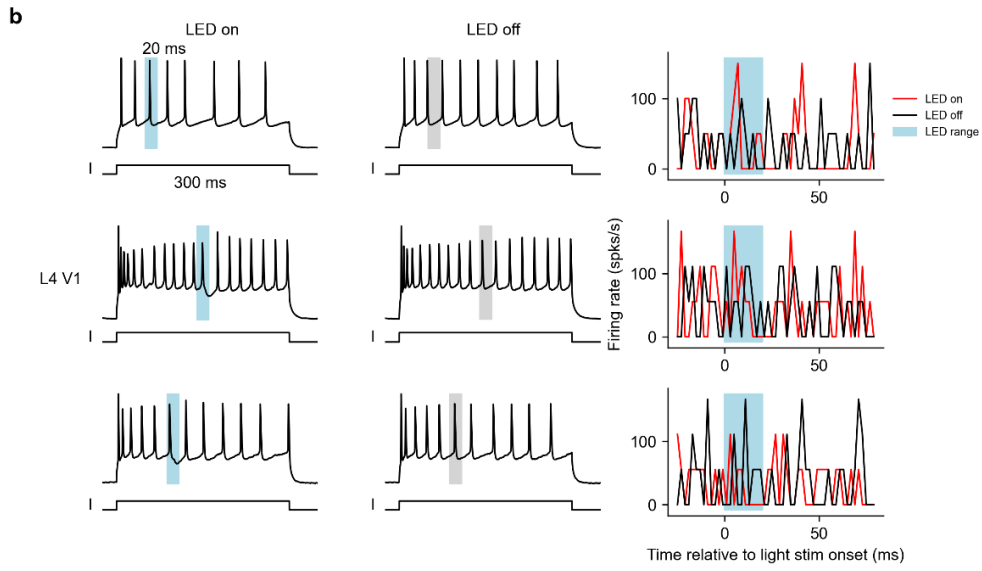 b
LED on
LED off
20 ms
I
300 ms
I
100
0
0
50
LED on
LED off
LED range
L4 V1
I
I
Firing rate (spks/s)
100
0
0
50
I
I
100
0
0
50
Time relative to light stim onset (ms)